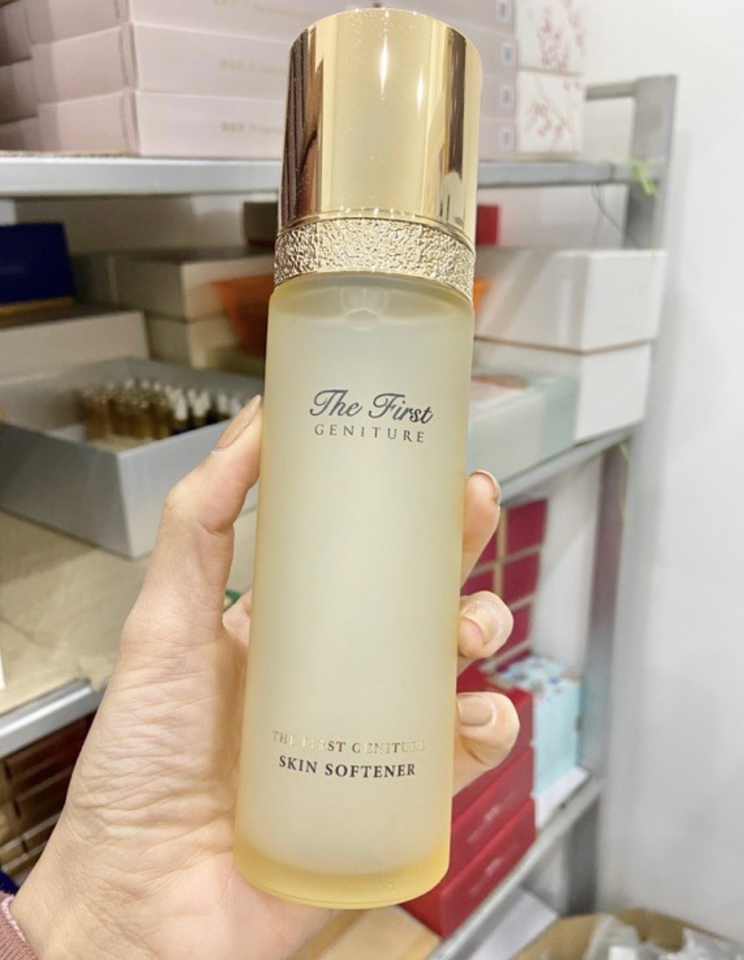 The First
GENITURE
THE FIRST GENITURE
SKIN SOFTENER